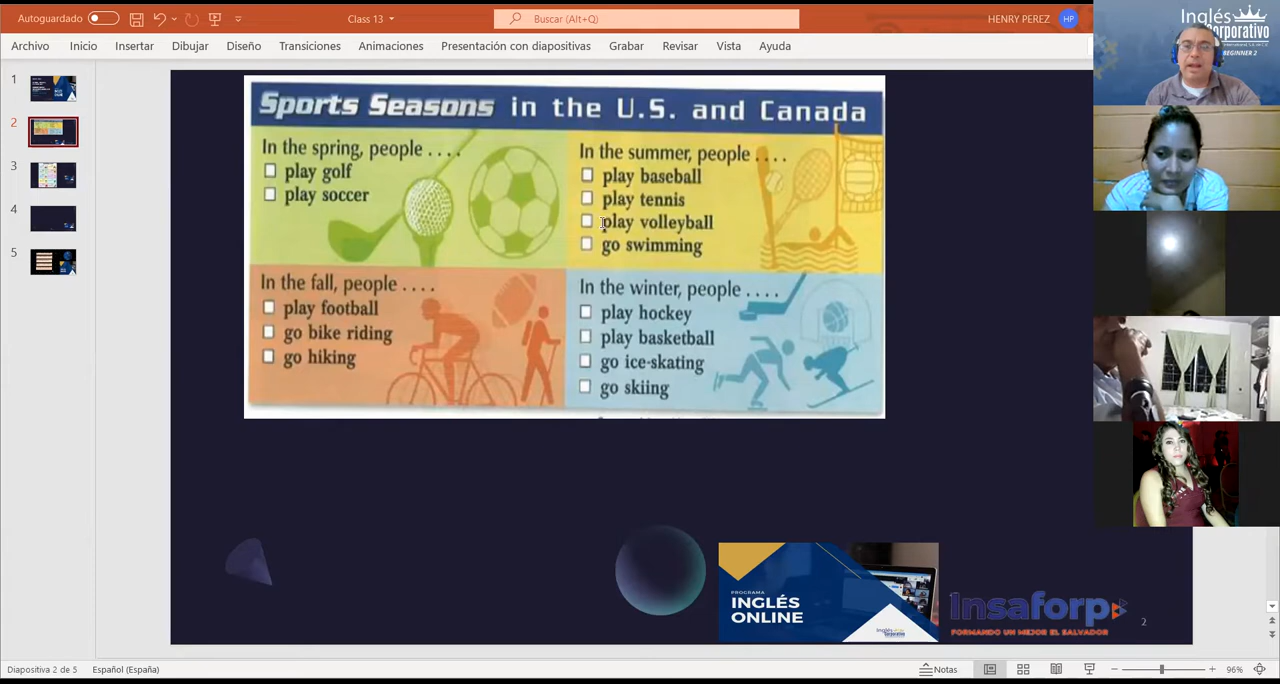 Autoguardado
Class 13
Buscar (Alt+Q)
HENRY PEREZ
HP
Archivo Inicio Insertar Dibujar Diseño Transiciones Animaciones Presentación con diapositivas Grabar Revisar Vista Ayuda
1
2
3
4
5
Sports Seasons in the U.S. and Canada
In the spring, people . . . .
play golf
play soccer
In the summer, people . . . .
play baseball
play tennis
play volleyball
go swimming
In the fall, people . . . .
play football
go bike riding
go hiking
In the winter, people . . . .
play hockey
play basketball
go ice-skating
go skiing
PROGRAMA
INGLÉS
ONLINE
Insaforp
FORMANDO UN MEJOR EL SALVADOR
2
Inglés
Corporativo
BEGINNER 2
Diapositiva 2 de 5
Español (España)
Notas
96%